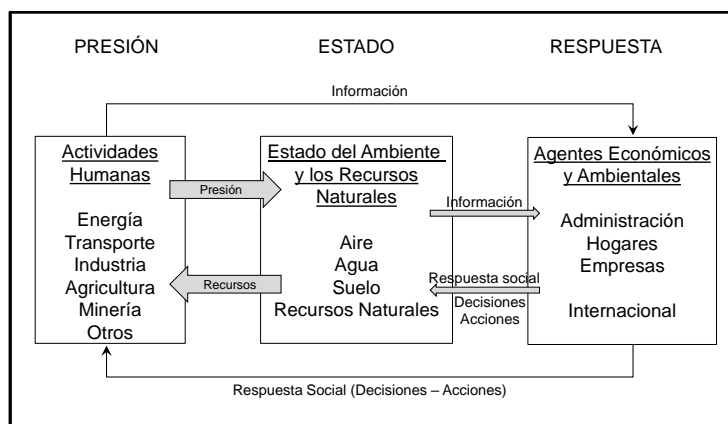 PRESIÓN
ESTADO
RESPUESTA
Información
Actividades
Humanas
Energía
Transporte
Industria
Agricultura
Minería
Otros
Presión
Recursos
Estado del Ambiente
y los Recursos
Naturales
Aire
Agua
Suelo
Recursos Naturales
Información
Respuesta social
Decisiones
Acciones
Agentes Económicos
y Ambientales
Administración
Hogares
Empresas
Internacional
Respuesta Social (Decisiones – Acciones)